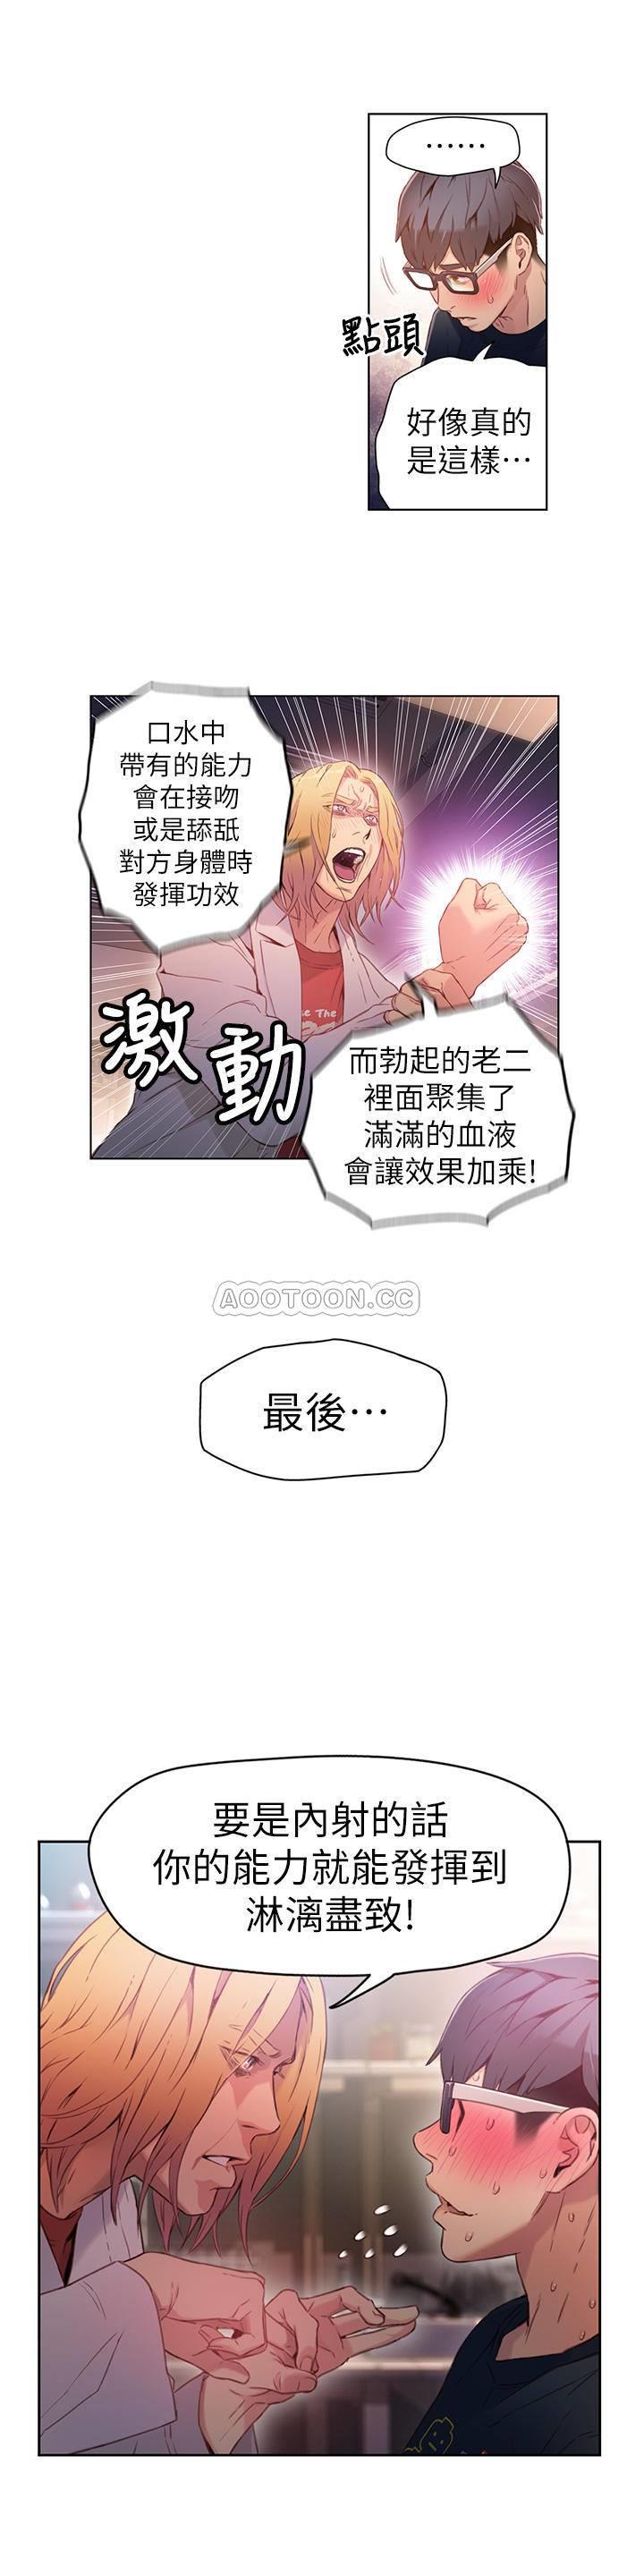 ……
點頭
好像真的
是這樣…
口水中
帶有的能力
會在接吻
或是舔舐
對方身體時
發揮功效
激動
而勃起的老二
裡面聚集了
滿滿的血液
會讓效果加乘!
AOOTOON.CC
最後…
要是內射的話
你的能力就能發揮到
淋漓盡致!